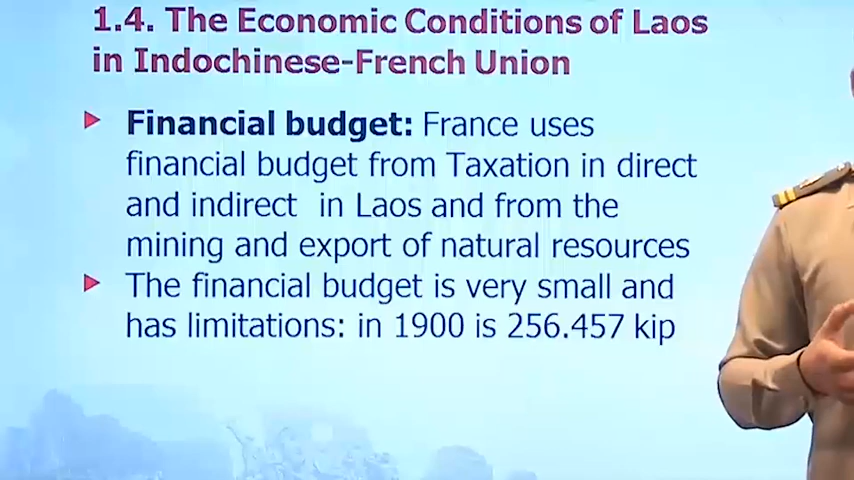 1.4. The Economic Conditions of Laos
in Indochinese-French Union
Financial budget: France uses
financial budget from Taxation in direct
and indirect in Laos and from the
mining and export of natural resources
The financial budget is very small and
has limitations: in 1900 is 256.457 kip